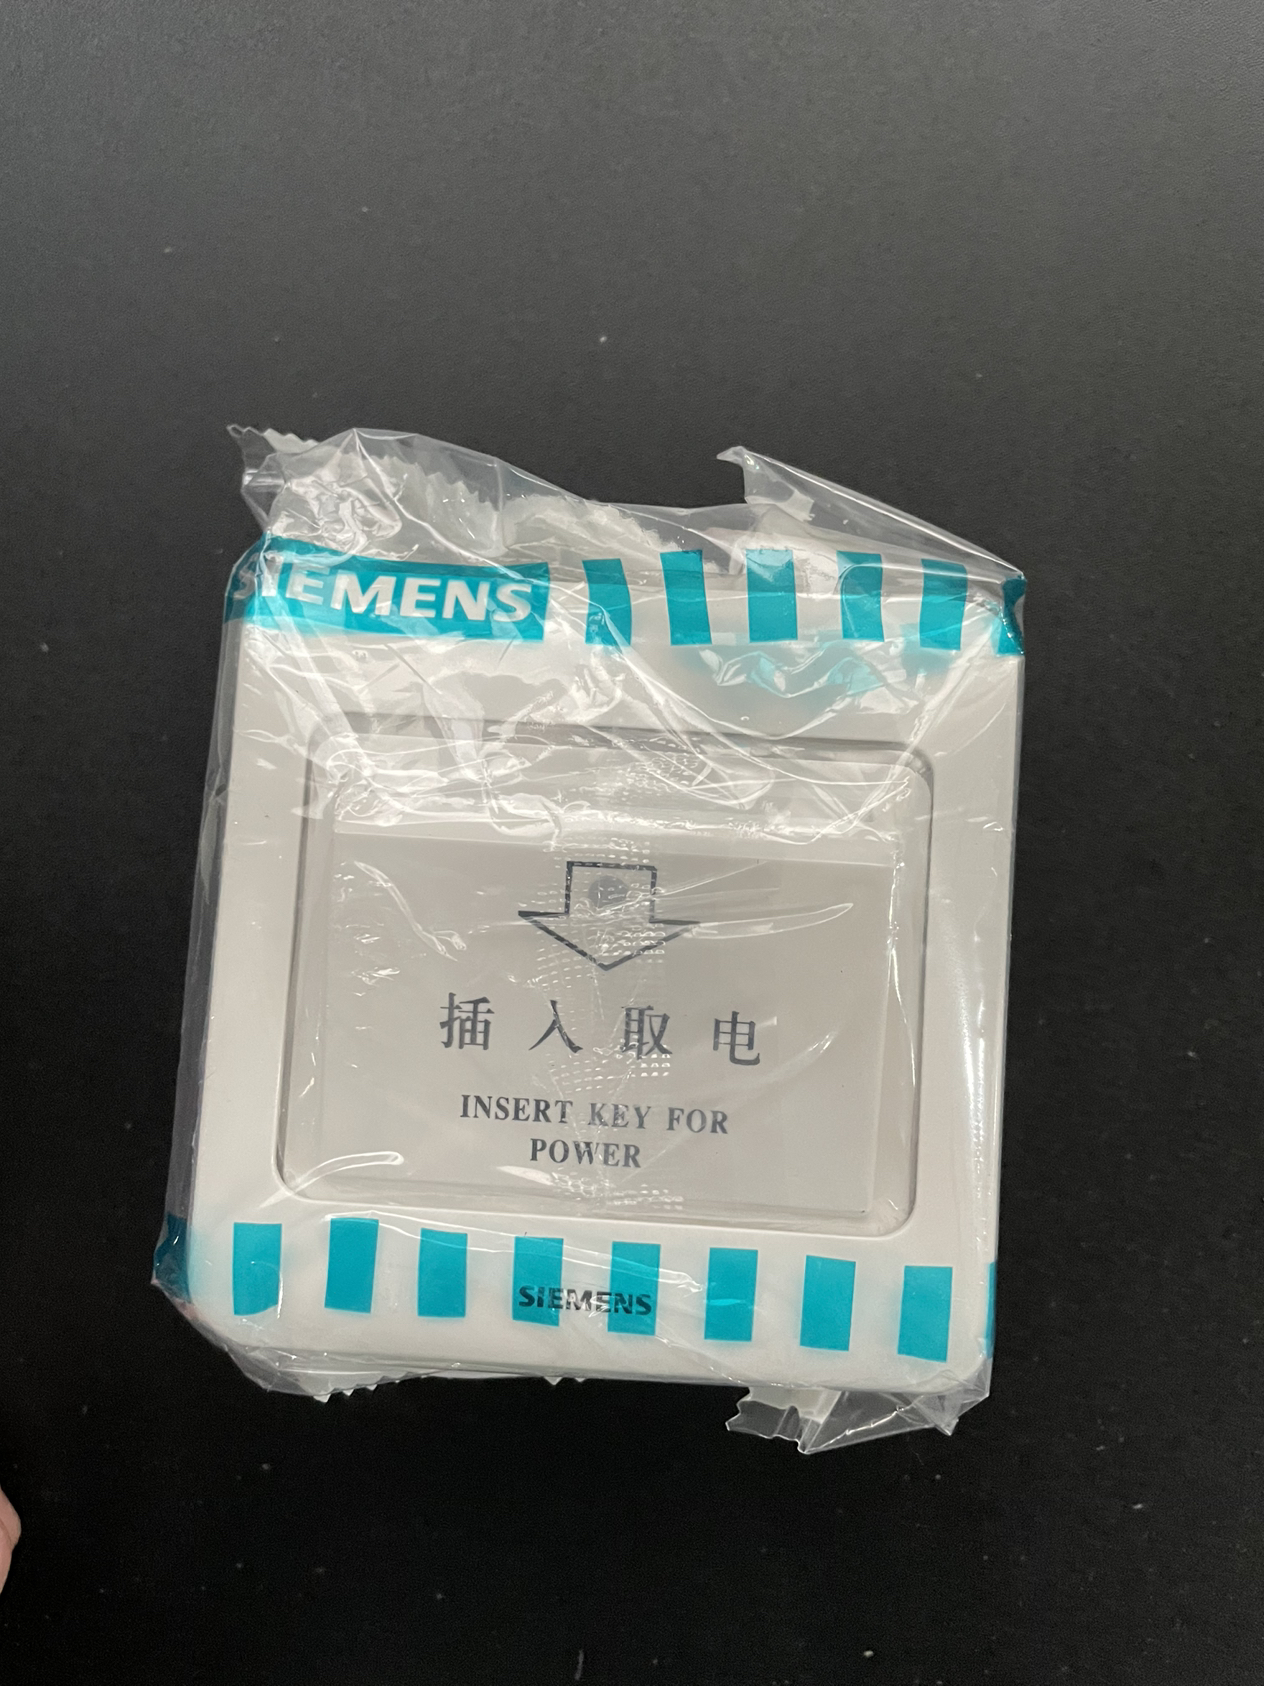 SIEMENS
插入取电
INSERT KEY FOR
POWER
SIEMENS